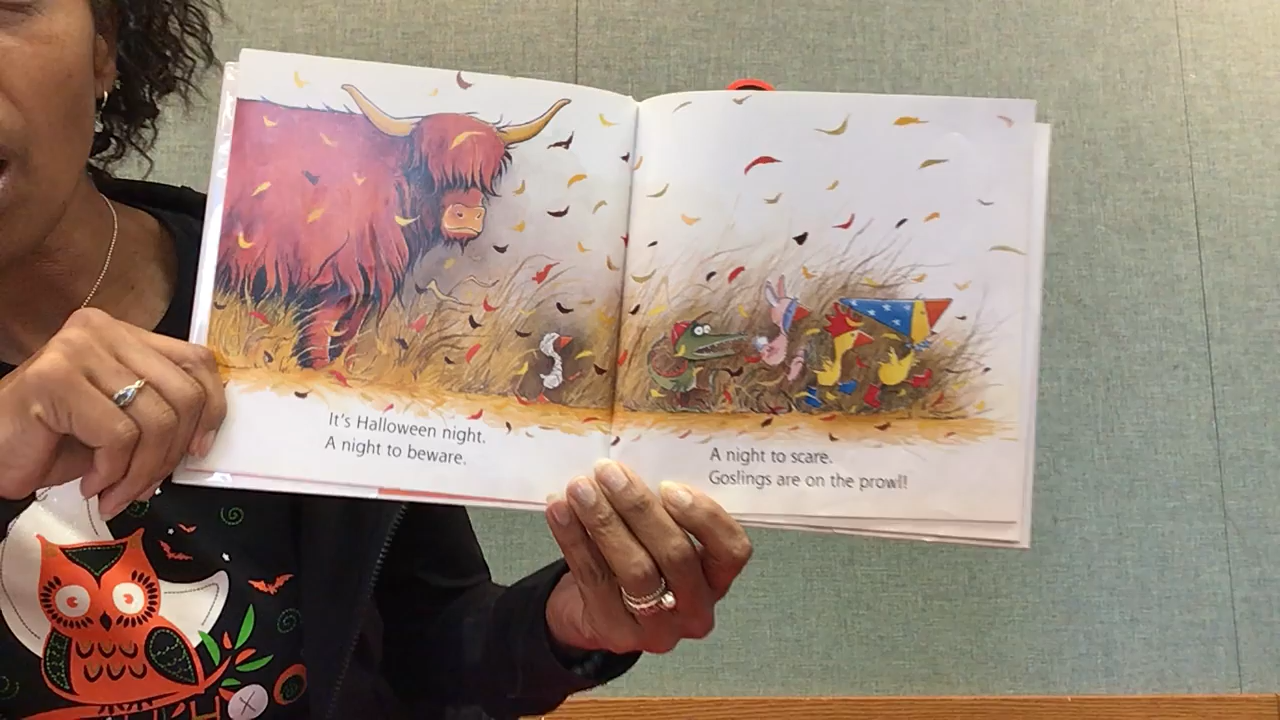 It's Halloween night.
A night to beware.
A night to scare.
Goslings are on the prowl!